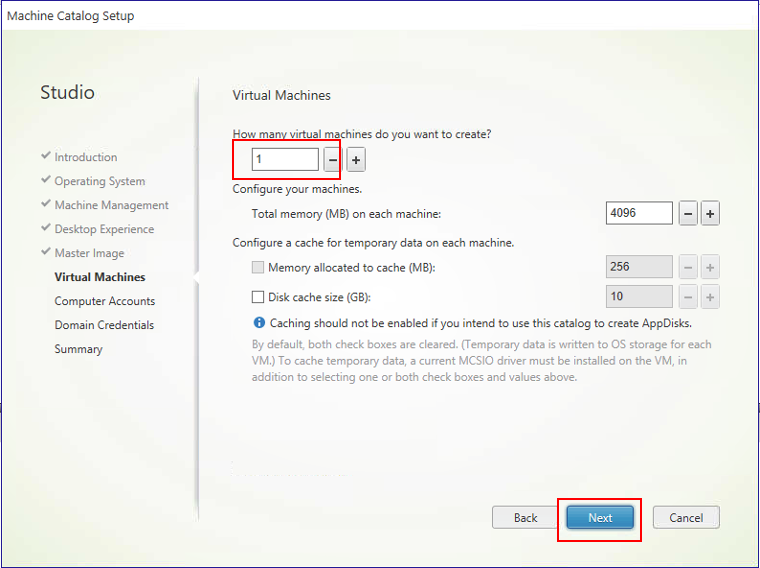 Machine Catalog Setup
Studio
Introduction
Operating System
Machine Management
Desktop Experience
Master Image
Virtual Machines
Computer Accounts
Domain Credentials
Summary
Virtual Machines
How many virtual machines do you want to create?
1 − +
Configure your machines.
Total memory (MB) on each machine: 4096 − +
Configure a cache for temporary data on each machine.
Memory allocated to cache (MB): 256 − +
Disk cache size (GB): 10 − +
Caching should not be enabled if you intend to use this catalog to create AppDisks.
By default, both check boxes are cleared. (Temporary data is written to OS storage for each
VM.) To cache temporary data, a current MCSIO driver must be installed on the VM, in
addition to selecting one or both check boxes and values above.
Back Next Cancel